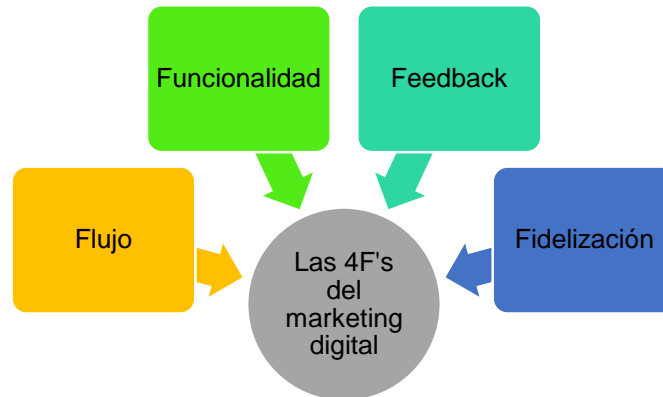 Funcionalidad
Feedback
Flujo
Fidelización
Las 4F's
del
marketing
digital